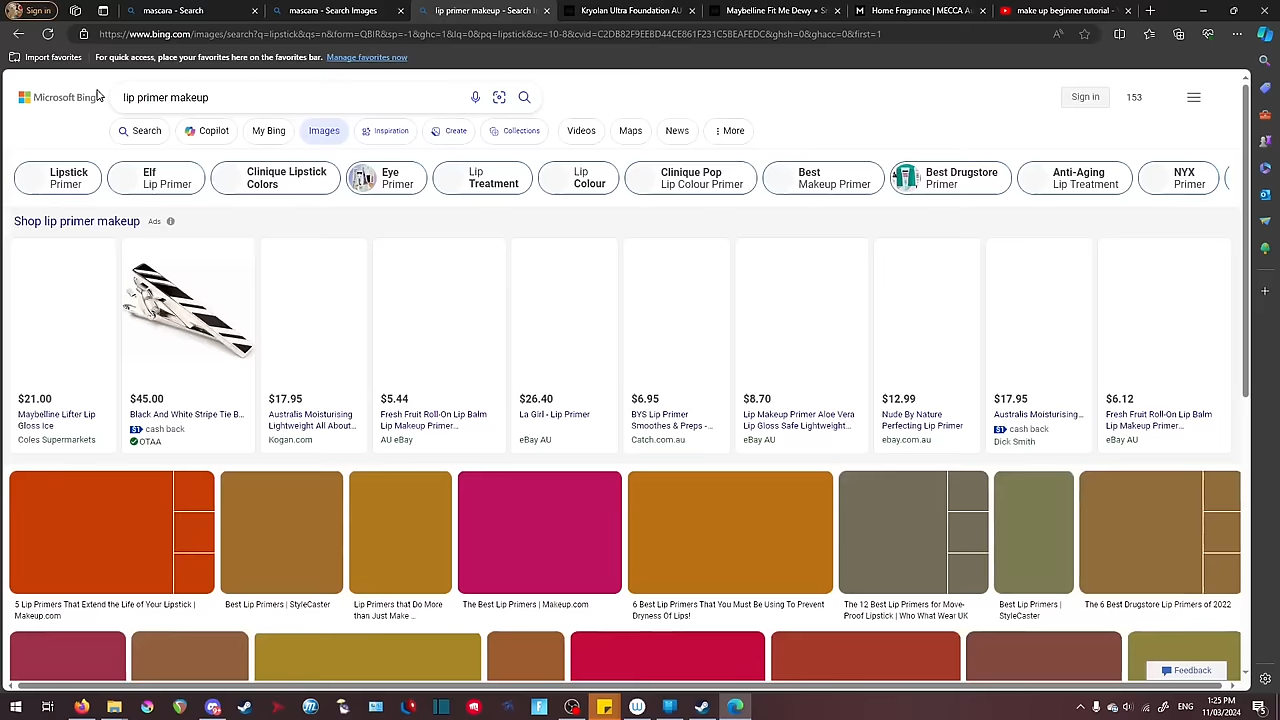 Sign in
mascara - Search
mascara - Search Images
lip primer makeup - Search I
Kryolan Ultra Foundation AU
Maybelline Fit Me Dewy + S
Home Fragrance | MECCA A
make up beginner tutorial -
https://www.bing.com/images/search?q=lipstick&qs=n&form=QBIR&sp=-1&ghc=1&lq=0&pq=lipstick&sc=10-8&cvid=C2DB82F9EEBD44CE861F231C5BEAFEDC&ghsh=0&ghacc=0&first=1
Import favorites
For quick access, place your favorites here on the favorites bar. Manage favorites now
Microsoft Bing
lip primer makeup
Sign in
153
Search
Copilot
My Bing
Images
Inspiration
Create
Collections
Videos
Maps
News
More
Lipstick
Primer
Elf
Lip Primer
Clinique Lipstick
Colors
Eye
Primer
Lip
Treatment
Lip
Colour
Clinique Pop
Lip Colour Primer
Best
Makeup Primer
Best Drugstore
Primer
Anti-Aging
Lip Treatment
NYX
Primer
Shop lip primer makeup
Ads
$21.00
Maybelline Lifter Lip
Gloss Ice
Coles Supermarkets
$45.00
Black And White Stripe Tie B...
$1 cash back
OTAA
$17.95
Australis Moisturising
Lightweight All About...
Kogan.com
$5.44
Fresh Fruit Roll-On Lip Balm
Lip Makeup Primer...
AU eBay
$26.40
La Girl - Lip Primer
eBay AU
$6.95
BYS Lip Primer
Smoothes & Preps -...
Catch.com.au
$8.70
Lip Makeup Primer Aloe Vera
Lip Gloss Safe Lightweight...
eBay AU
$12.99
Nude By Nature
Perfecting Lip Primer
ebay.com.au
$17.95
Australis Moisturising...
$1 cash back
Dick Smith
$6.12
Fresh Fruit Roll-On Lip Balm
Lip Makeup Primer...
eBay AU
5 Lip Primers That Extend the Life of Your Lipstick |
Makeup.com
Best Lip Primers | StyleCaster
Lip Primers that Do More
than Just Make ...
The Best Lip Primers | Makeup.com
6 Best Lip Primers That You Must Be Using To Prevent
Dryness Of Lips!
The 12 Best Lip Primers for Move-
Proof Lipstick | Who What Wear UK
Best Lip Primers |
StyleCaster
The 6 Best Drugstore Lip Primers of 2022
Feedback
1:25 PM
11/03/2024